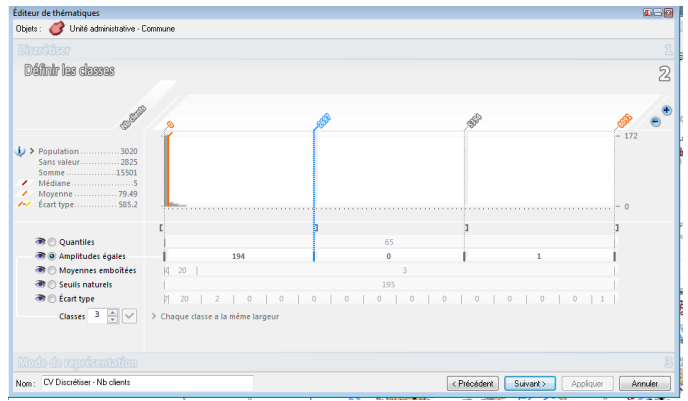 Éditeur de thématiques
Objets : Unité administrative - Commune
Discrétiser 1
Définir les classes 2
Nb clients
0 2697 5394 8091
Population 3020
Sans valeur 2825
Somme 15501
Médiane 5
Moyenne 79.49
Écart type 585.2
172
0
Quantiles 65
Amplitudes égales 194 0 1
Moyennes emboîtées 20 3
Seuils naturels 195
Écart type 20 2 0 0 0 0 0 0 0 0 0 0 1
Classes 3 > Chaque classe a la même largeur
Mode de représentation 3
Nom : CV Discrétiser - Nb clients < Précédent Suivant > Appliquer Annuler